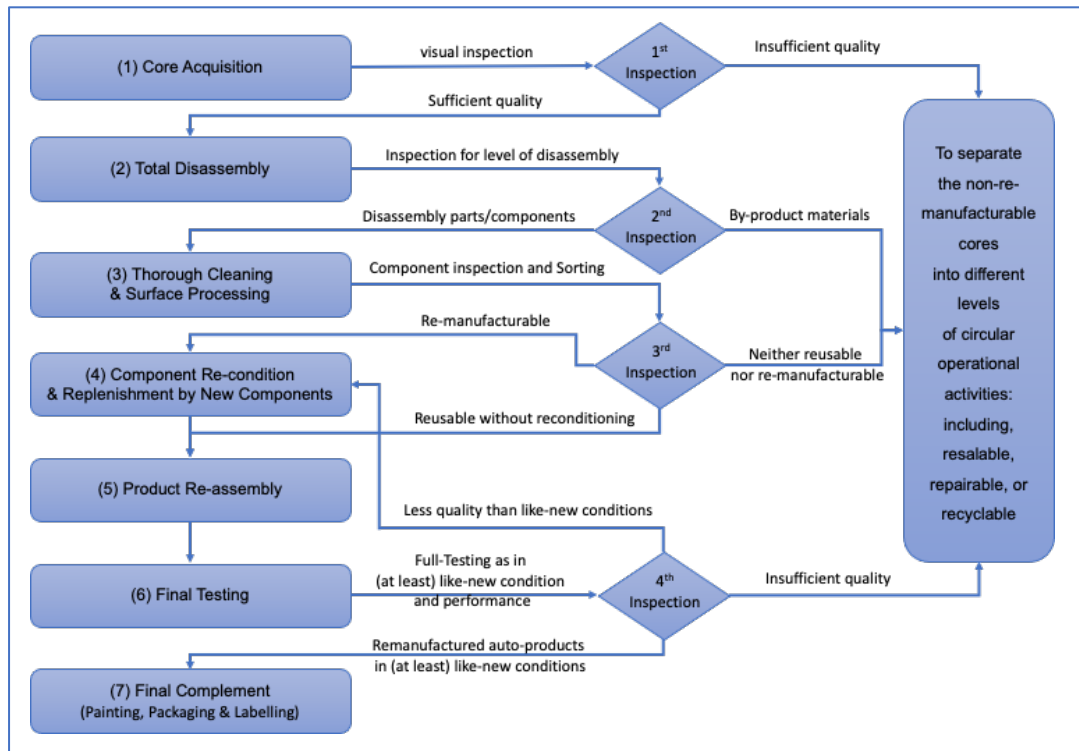 (1) Core Acquisition
visual inspection
1st
Inspection
Insufficient quality
Sufficient quality
(2) Total Disassembly
Inspection for level of disassembly
2nd
Inspection
Disassembly parts/components
By-product materials
(3) Thorough Cleaning
& Surface Processing
Component inspection and Sorting
3rd
Inspection
Re-manufacturable
Neither reusable
nor re-manufacturable
(4) Component Re-condition
& Replenishment by New Components
Reusable without reconditioning
(5) Product Re-assembly
Less quality than like-new conditions
(6) Final Testing
Full-Testing as in
(at least) like-new condition
and performance
4th
Inspection
Insufficient quality
Remanufactured auto-products
in (at least) like-new conditions
(7) Final Complement
(Painting, Packaging & Labelling)
To separate
the non-re-
manufacturable
cores
into different
levels
of circular
operational
activities:
including,
resalable,
repairable, or
recyclable